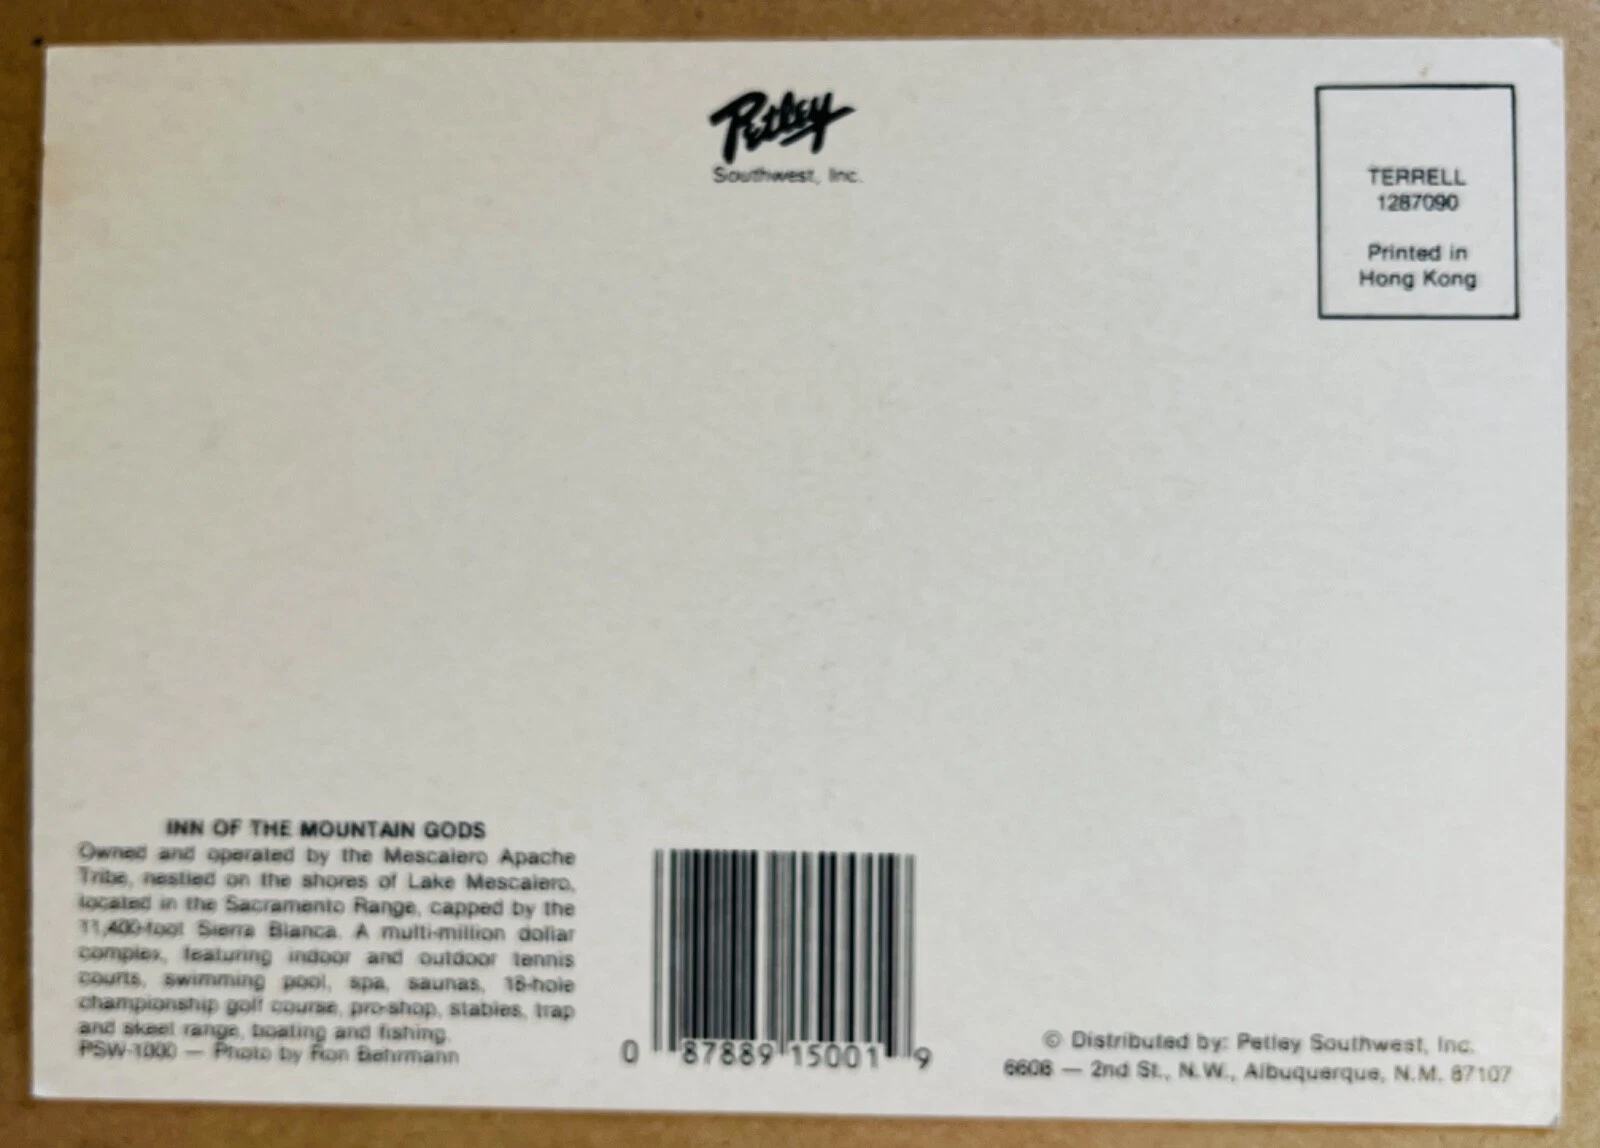 Petley
Southwest, Inc.
TERRELL
1287090
Printed in
Hong Kong
INN OF THE MOUNTAIN GODS
Owned and operated by the Mescalero Apache
Tribe, nestled on the shores of Lake Mescalero,
located in the Sacramento Range, capped by the
11,400-foot Sierra Blanca. A multi-million dollar
complex, featuring indoor and outdoor tennis
courts, swimming pool, spa, saunas, 18-hole
championship golf course, pro-shop, stables, trap
and skeet range, boating and fishing.
PSW-1000 — Photo by Ron Behrmann
0 87889 15001 9
© Distributed by: Petley Southwest, Inc.
6608 — 2nd St., N.W., Albuquerque, N.M. 87107